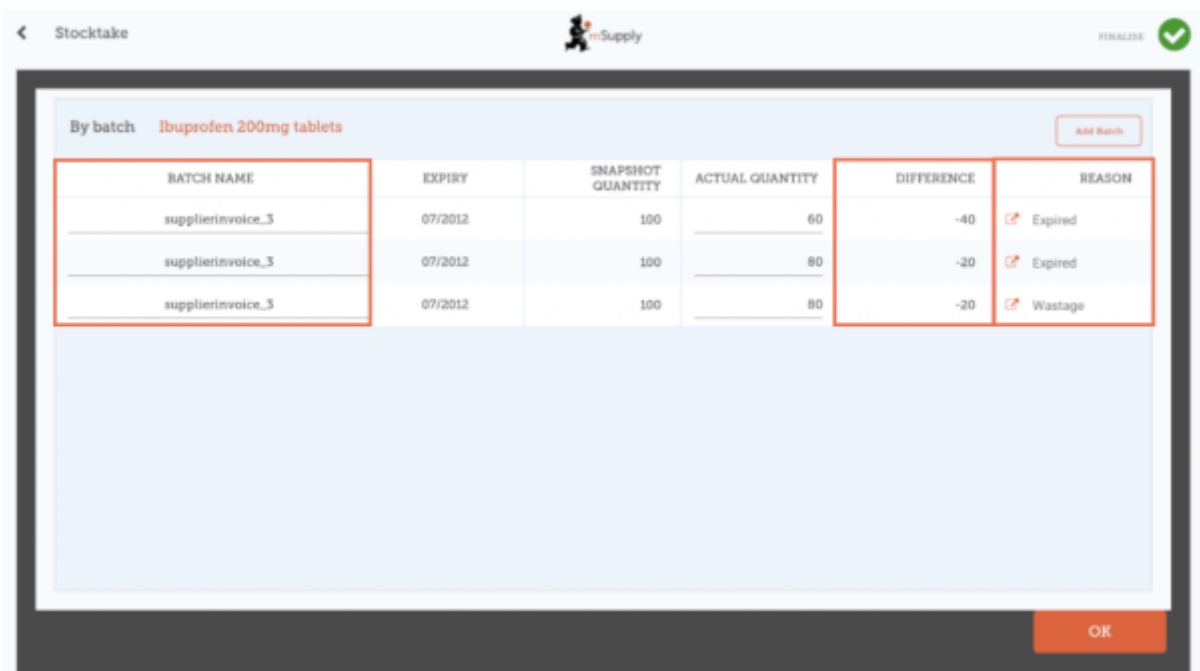 Stocktake mSupply FINALISE
By batch Ibuprofen 200mg tablets Add Batch
BATCH NAME EXPIRY SNAPSHOT QUANTITY ACTUAL QUANTITY DIFFERENCE REASON
supplierinvoice_3 07/2012 100 60 -40 Expired
supplierinvoice_3 07/2012 100 80 -20 Expired
supplierinvoice_3 07/2012 100 80 -20 Wastage
OK